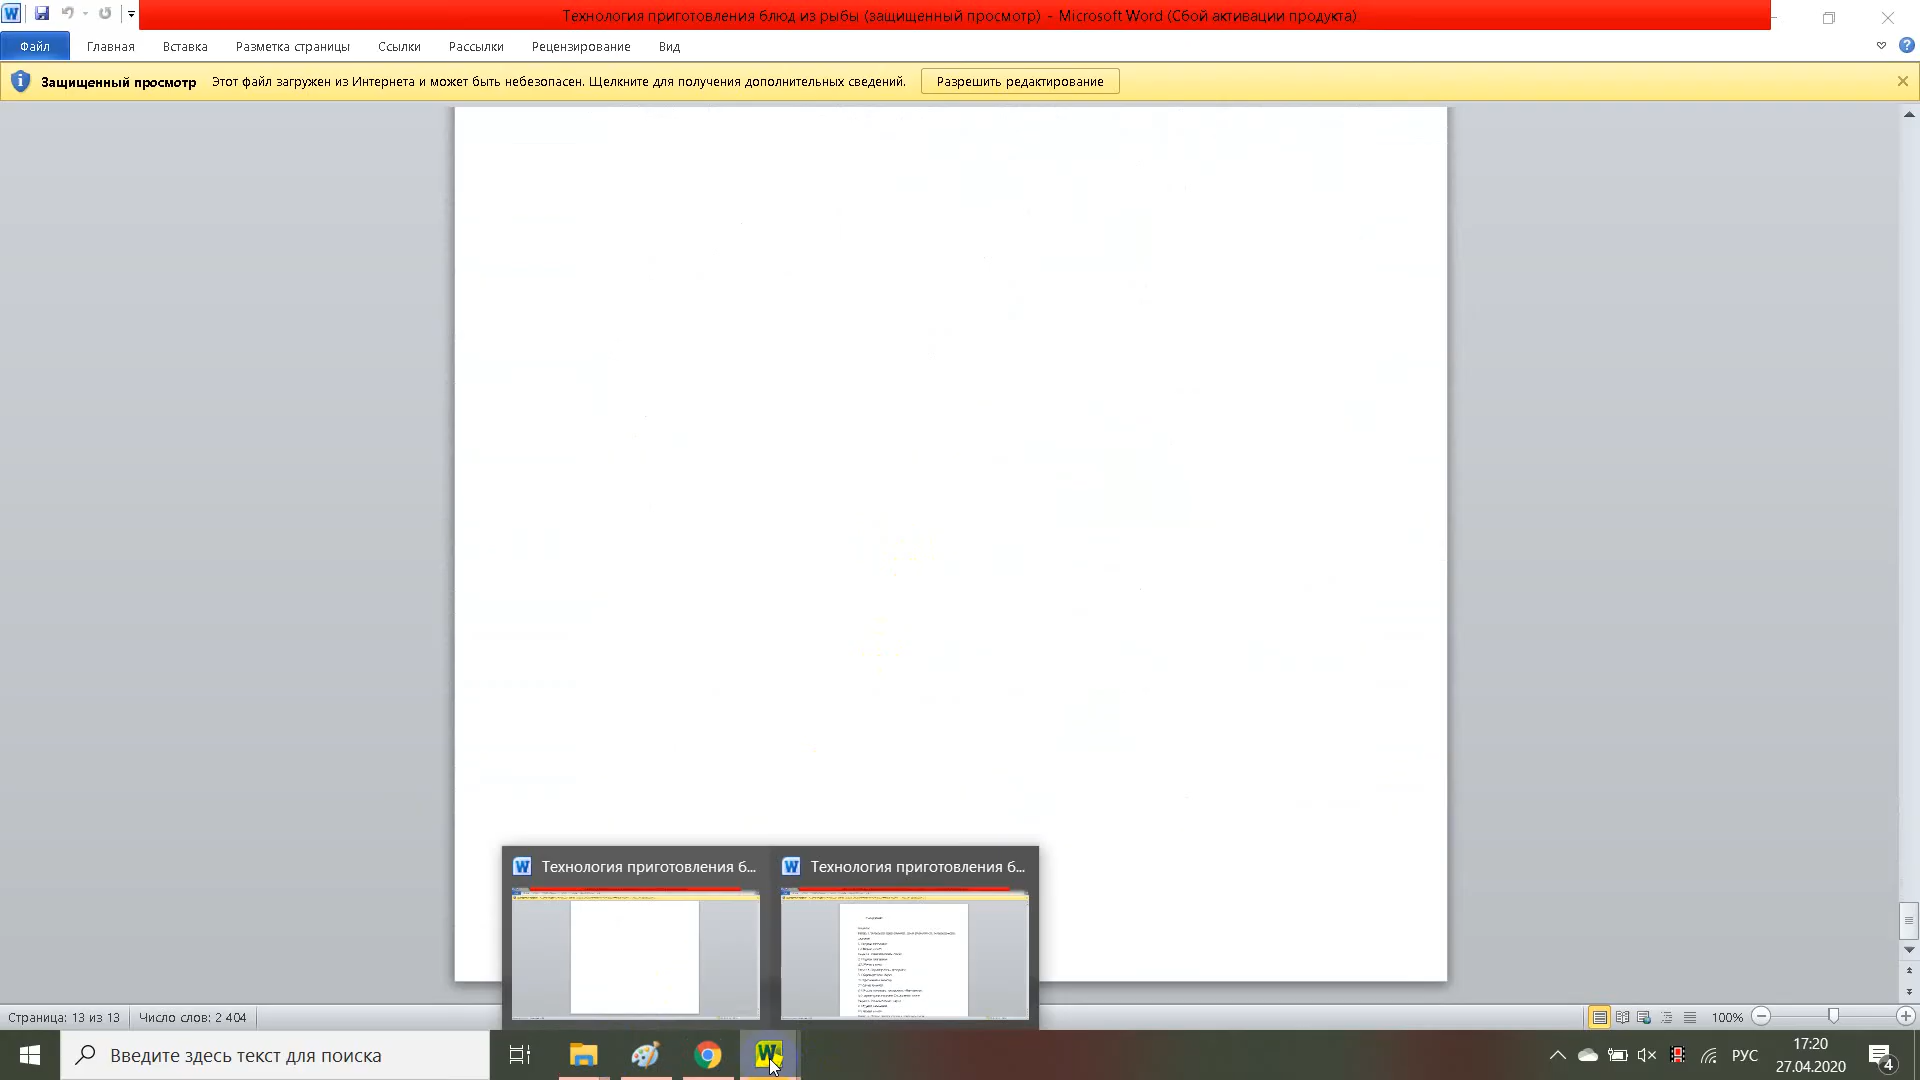 Технология приготовления блюд из рыбы (защищенный просмотр) - Microsoft Word (Сбой активации продукта)
Файл Главная Вставка Разметка страницы Ссылки Рассылки Рецензирование Вид
Защищенный просмотр Этот файл загружен из Интернета и может быть небезопасен. Щелкните для получения дополнительных сведений. Разрешить редактирование
Технология приготовления б... Технология приготовления б...
Страница: 13 из 13 Число слов: 2 404 100%
Введите здесь текст для поиска РУС 17:20
27.04.2020 4